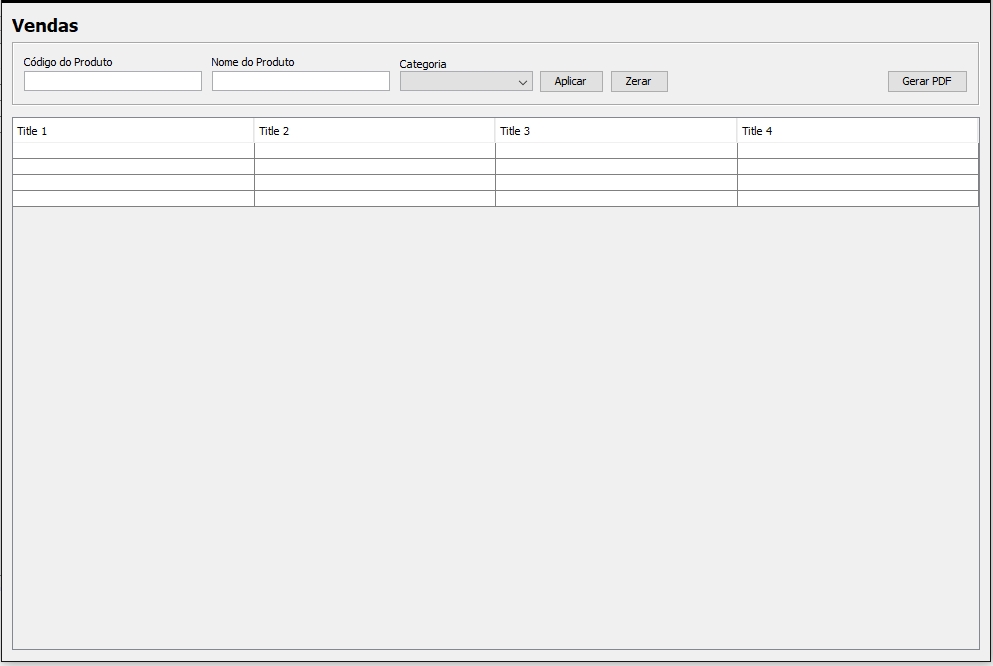 Vendas
Código do Produto Nome do Produto Categoria
Aplicar Zerar Gerar PDF
Title 1 Title 2 Title 3 Title 4